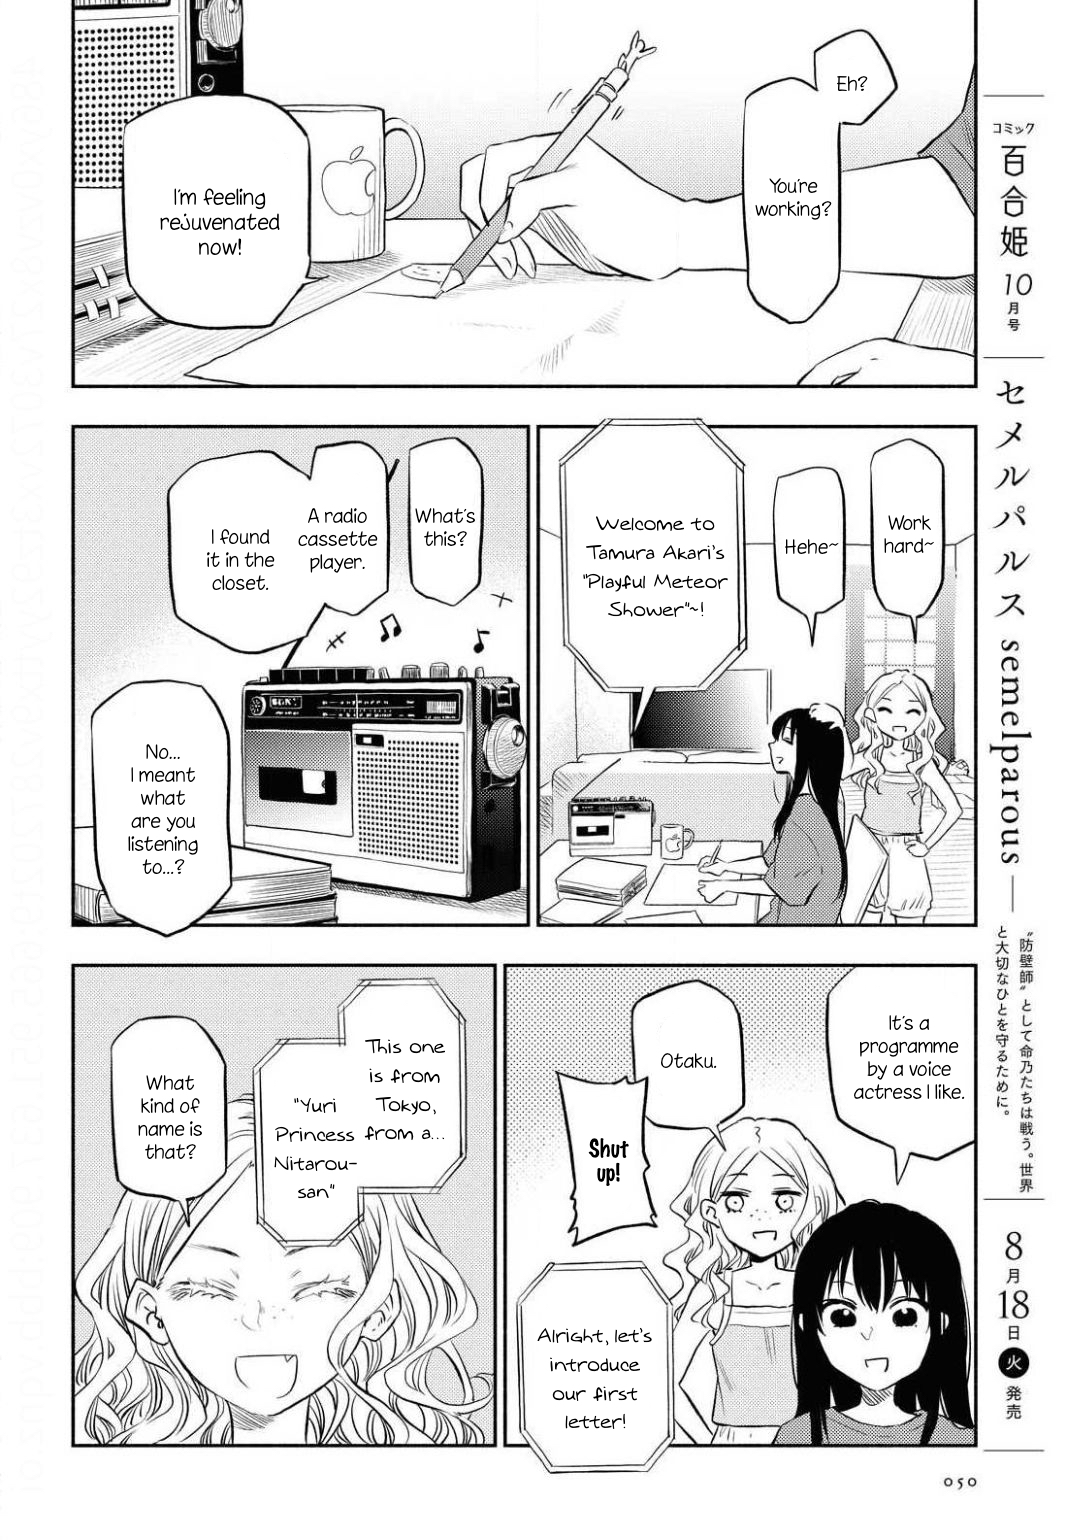 Eh?
You're
working?
I'm feeling
rejuvenated
now!
Work
hard~
Hehe~
Welcome to
Tamura Akari's
"Playful Meteor
Shower"~!
What's
this?
A radio
cassette
player.
I found
it in the
closet.
No...
I meant
what
are you
listening
to...?
It's a
programme
by a voice
actress I like.
Otaku.
Shut
up!
Alright, let's
introduce
our first
letter!
This one
is from
Tokyo,
from a...
"Yuri
Princess
Nitarou-
san"
What
kind of
name is
that?
コミック
百合姫
10
月号
セメルパルス semelparous
“防壁師”として命乃たちは戦う。世界
と大切なひとを守るために。
8月18日火発売
050